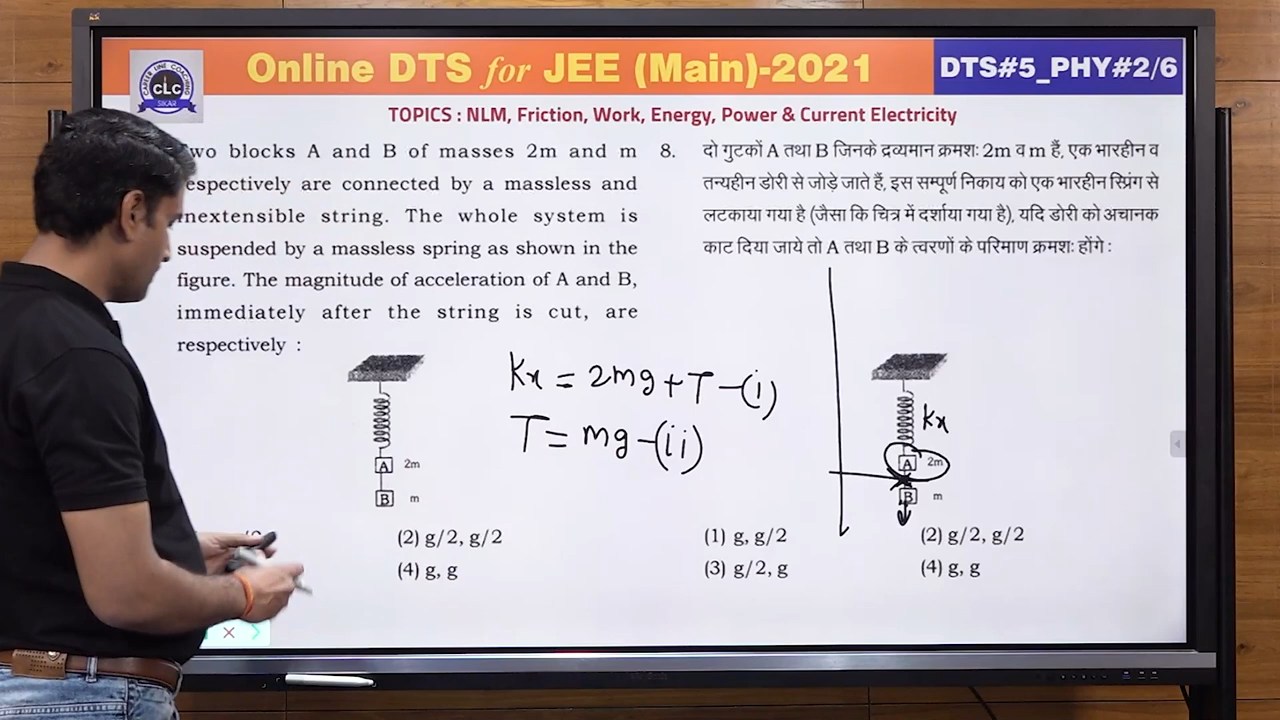 Online DTS for JEE (Main)-2021
DTS#5_PHY#2/6
CAREER LINE COACHING
CLC
SIKAR
TOPICS : NLM, Friction, Work, Energy, Power & Current Electricity
blocks A and B of masses 2m and m
are connected by a massless and
string. The whole system is
suspended by a massless spring as shown in the
figure. The magnitude of acceleration of A and B,
immediately after the string is cut, are
respectively :
A 2m
B m
(2) g/2, g/2
(4) g, g
Kx = 2mg + T -(i)
T = mg -(ii)
8. दो गुटकों A तथा B जिनके द्रव्यमान क्रमशः 2m व m हैं, एक भारहीन व
तन्यहीन डोरी से जोड़े जाते हैं, इस सम्पूर्ण निकाय को एक भारहीन स्प्रिंग से
लटकाया गया है (जैसा कि चित्र में दर्शाया गया है), यदि डोरी को अचानक
काट दिया जाये तो A तथा B के त्वरणों के परिमाण क्रमशः होंगे :
Kx
A 2m
B m
(1) g, g/2 (2) g/2, g/2
(3) g/2, g (4) g, g